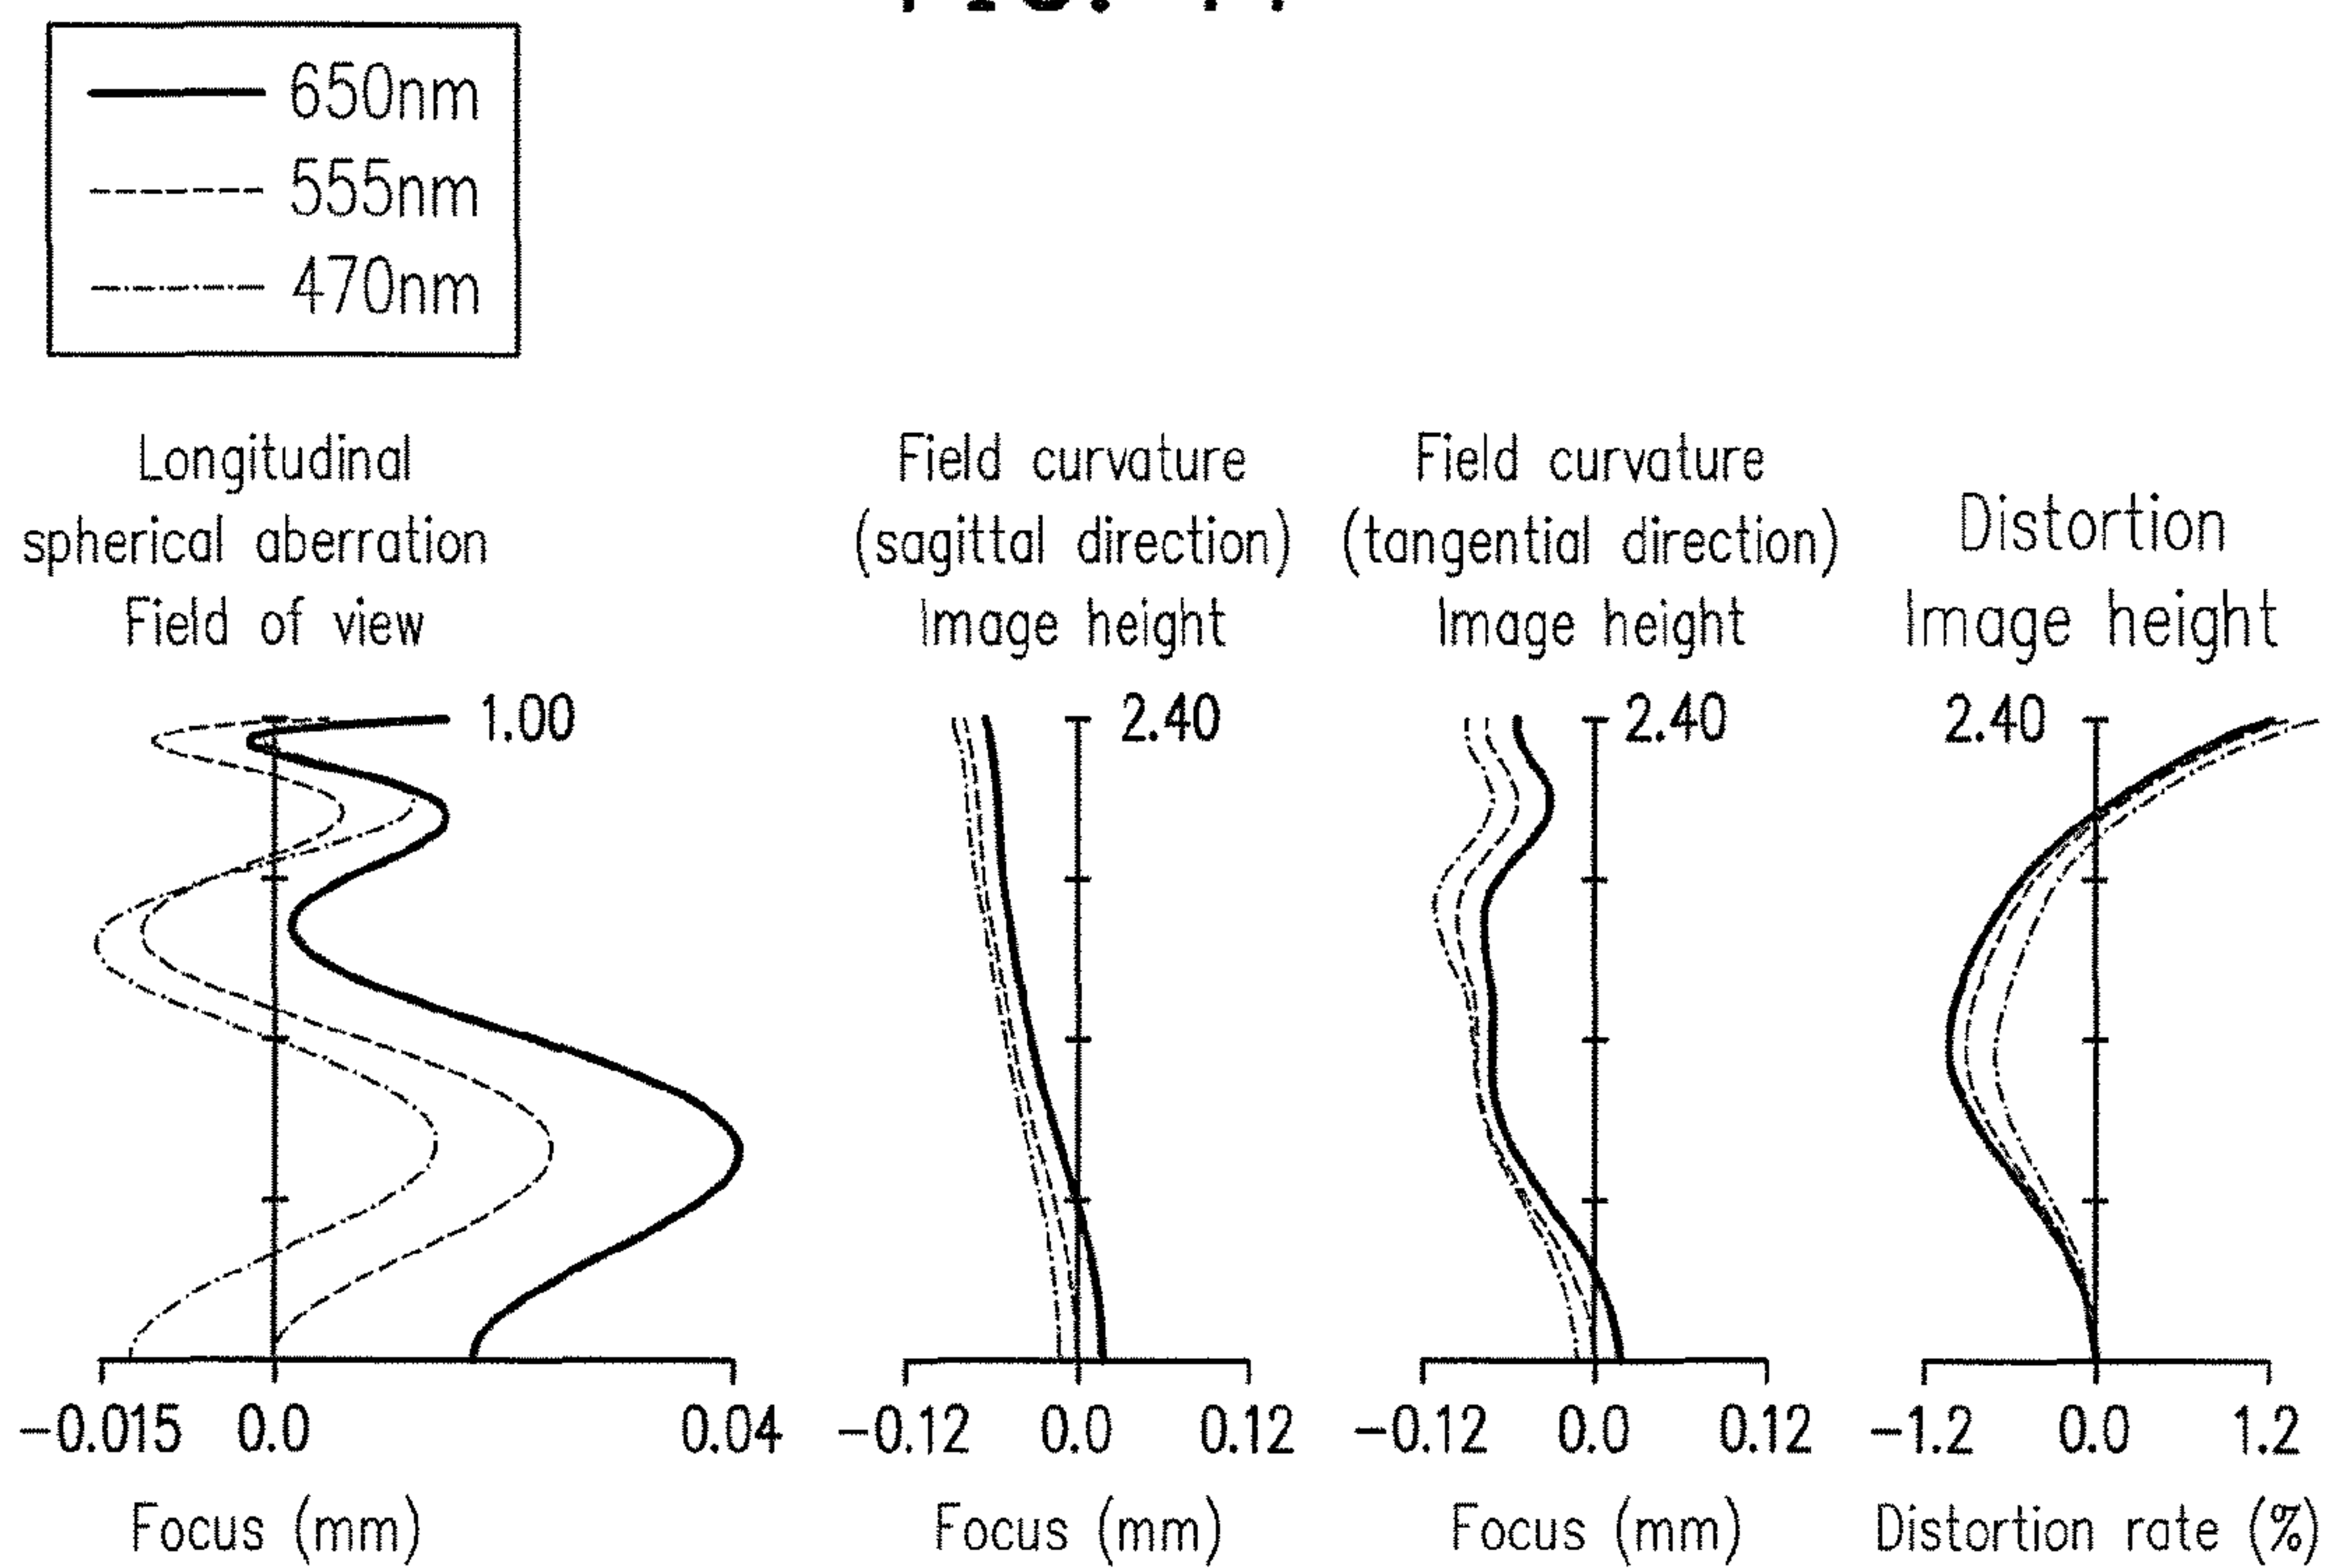 650nm
555nm
470nm
Longitudinal
spherical aberration
Field of view
1.00
-0.015 0.0 0.04
Focus (mm)
Field curvature
(sagittal direction)
Image height
2.40
-0.12 0.0 0.12
Focus (mm)
Field curvature
(tangential direction)
Image height
2.40
-0.12 0.0 0.12
Focus (mm)
Distortion
Image height
2.40
-1.2 0.0 1.2
Distortion rate (%)